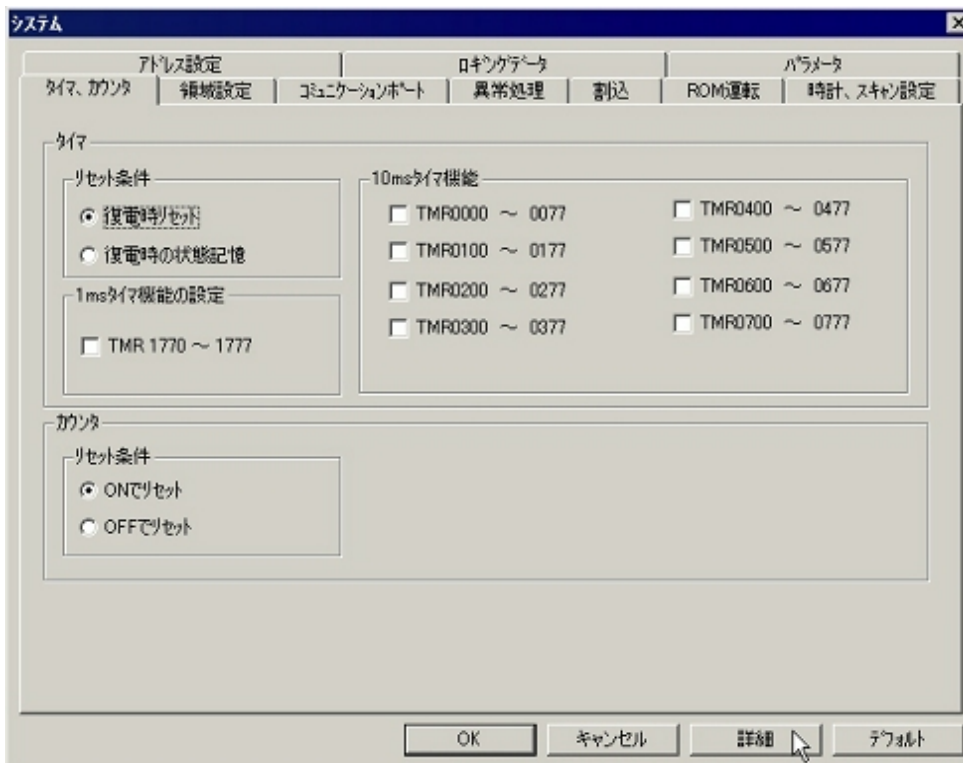 システム
アドレス設定 ロギングデータ パラメータ
タイマ、カウンタ 領域設定 コミュニケーションポート 異常処理 割込 ROM運転 時計、スキャン設定
タイマ
リセット条件
復電時リセット
復電時の状態記憶
1msタイマ機能の設定
TMR 1770 ～ 1777
10msタイマ機能
TMR0000 ～ 0077
TMR0100 ～ 0177
TMR0200 ～ 0277
TMR0300 ～ 0377
TMR0400 ～ 0477
TMR0500 ～ 0577
TMR0600 ～ 0677
TMR0700 ～ 0777
カウンタ
リセット条件
ONでリセット
OFFでリセット
OK キャンセル 詳細 デフォルト